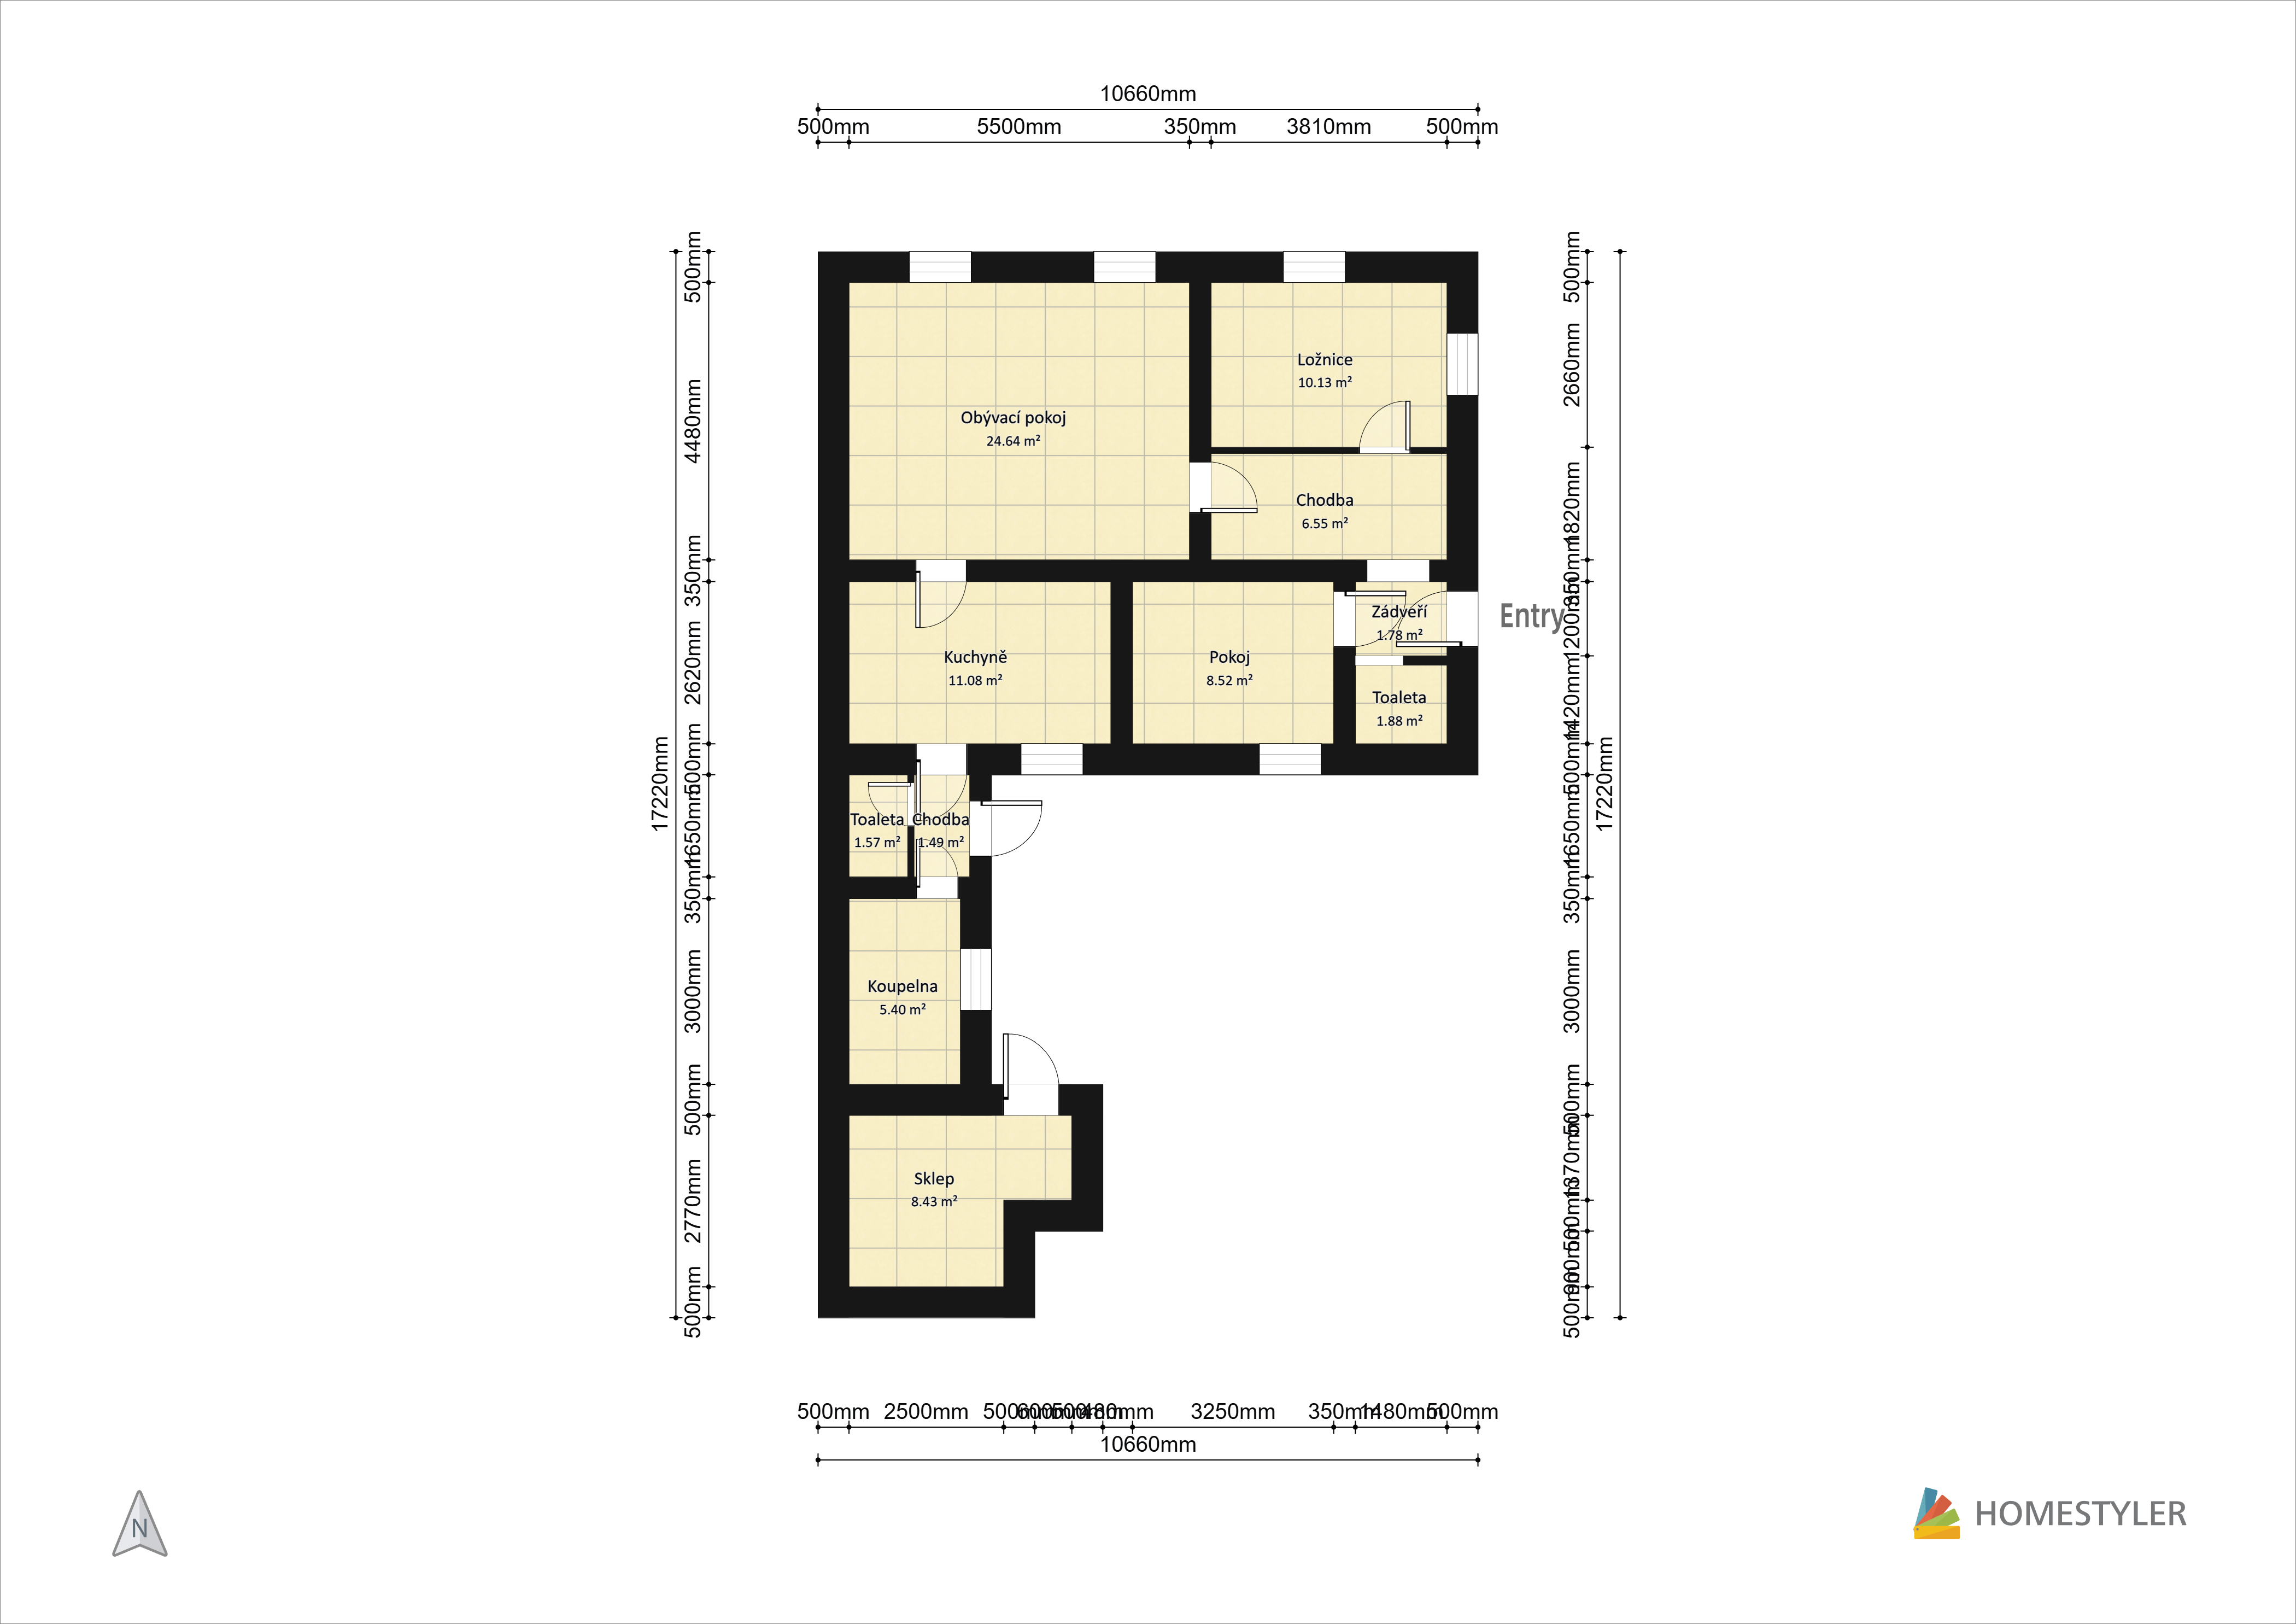 10660mm
500mm 5500mm 350mm 3810mm 500mm
500mm
4480mm
350mm
2620mm
500mm
1650mm
350mm
3000mm
500mm
2770mm
500mm
17220mm
Obývací pokoj
24.64 m²
Ložnice
10.13 m²
Chodba
6.55 m²
Kuchyně
11.08 m²
Pokoj
8.52 m²
Zádveří
1.78 m²
Entry
Toaleta
1.88 m²
Toaleta
1.57 m²
Chodba
1.49 m²
Koupelna
5.40 m²
Sklep
8.43 m²
500mm
2660mm
1820mm
350mm
1200mm
1420mm
500mm
1650mm
350mm
3000mm
500mm
1370mm
500mm
900mm
500mm
17220mm
500mm 2500mm 500mm 600mm 500mm 480mm 3250mm 350mm 1480mm 500mm
10660mm
N
HOMESTYLER